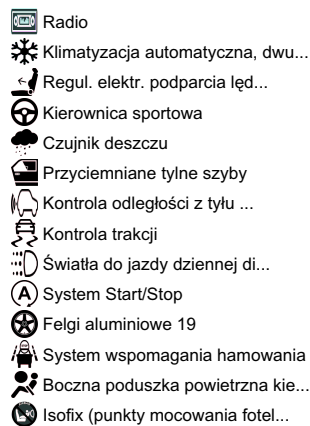 Radio
Klimatyzacja automatyczna, dwu...
Regul. elektr. podparcia lęd...
Kierownica sportowa
Czujnik deszczu
Przyciemniane tylne szyby
Kontrola odległości z tyłu ...
Kontrola trakcji
Światła do jazdy dziennej di...
System Start/Stop
Felgi aluminiowe 19
System wspomagania hamowania
Boczna poduszka powietrzna kie...
Isofix (punkty mocowania fotel...